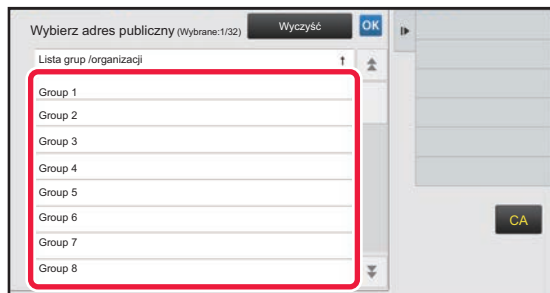 Wybierz adres publiczny (Wybrane:1/32) Wyczyść OK
Lista grup /organizacji
Group 1
Group 2
Group 3
Group 4
Group 5
Group 6
Group 7
Group 8
CA